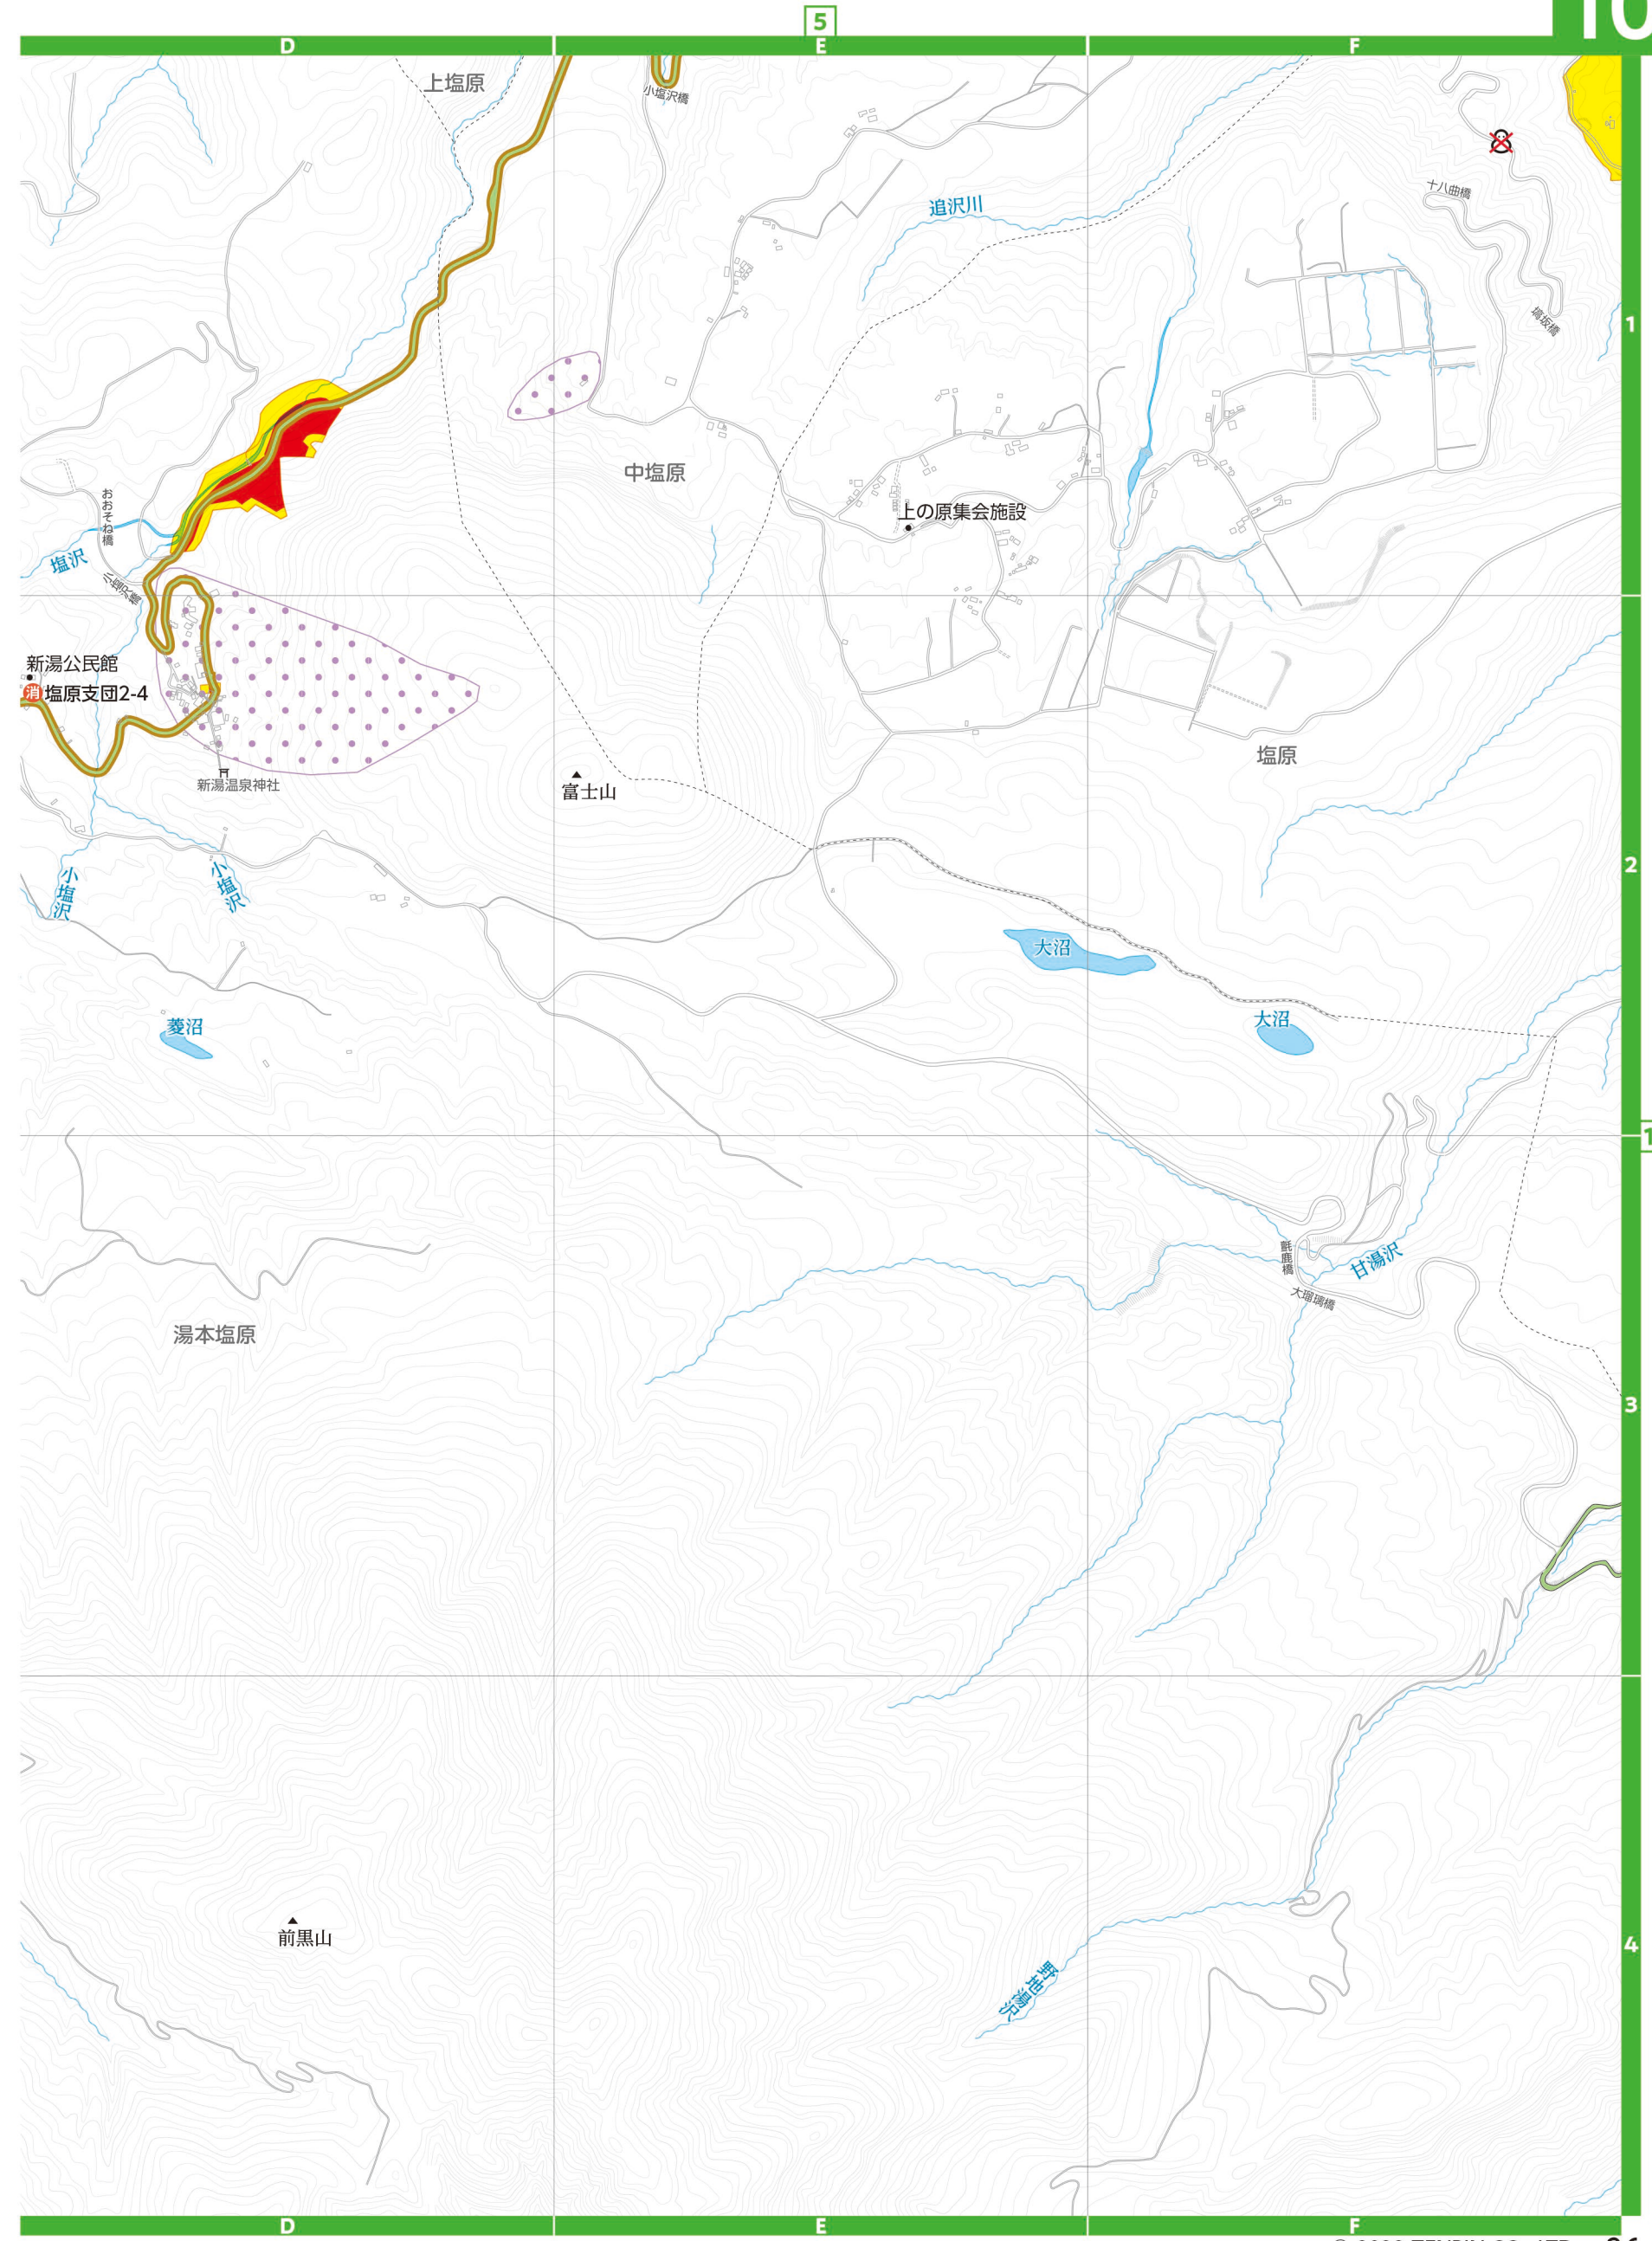 5
10
D
E
F
上塩原
小塩沢橋
十八曲橋
追沢川
1
塙坂橋
中塩原
おおそね橋
上の原集会施設
塩沢
小塩沢橋
新湯公民館
消 塩原支団2-4
塩原
新湯温泉神社
富士山
小塩沢
小塩沢
2
大沼
大沼
菱沼
1
甘湯沢
大瑠璃橋
湯本塩原
3
前黒山
4
野地湯沢
D
E
F